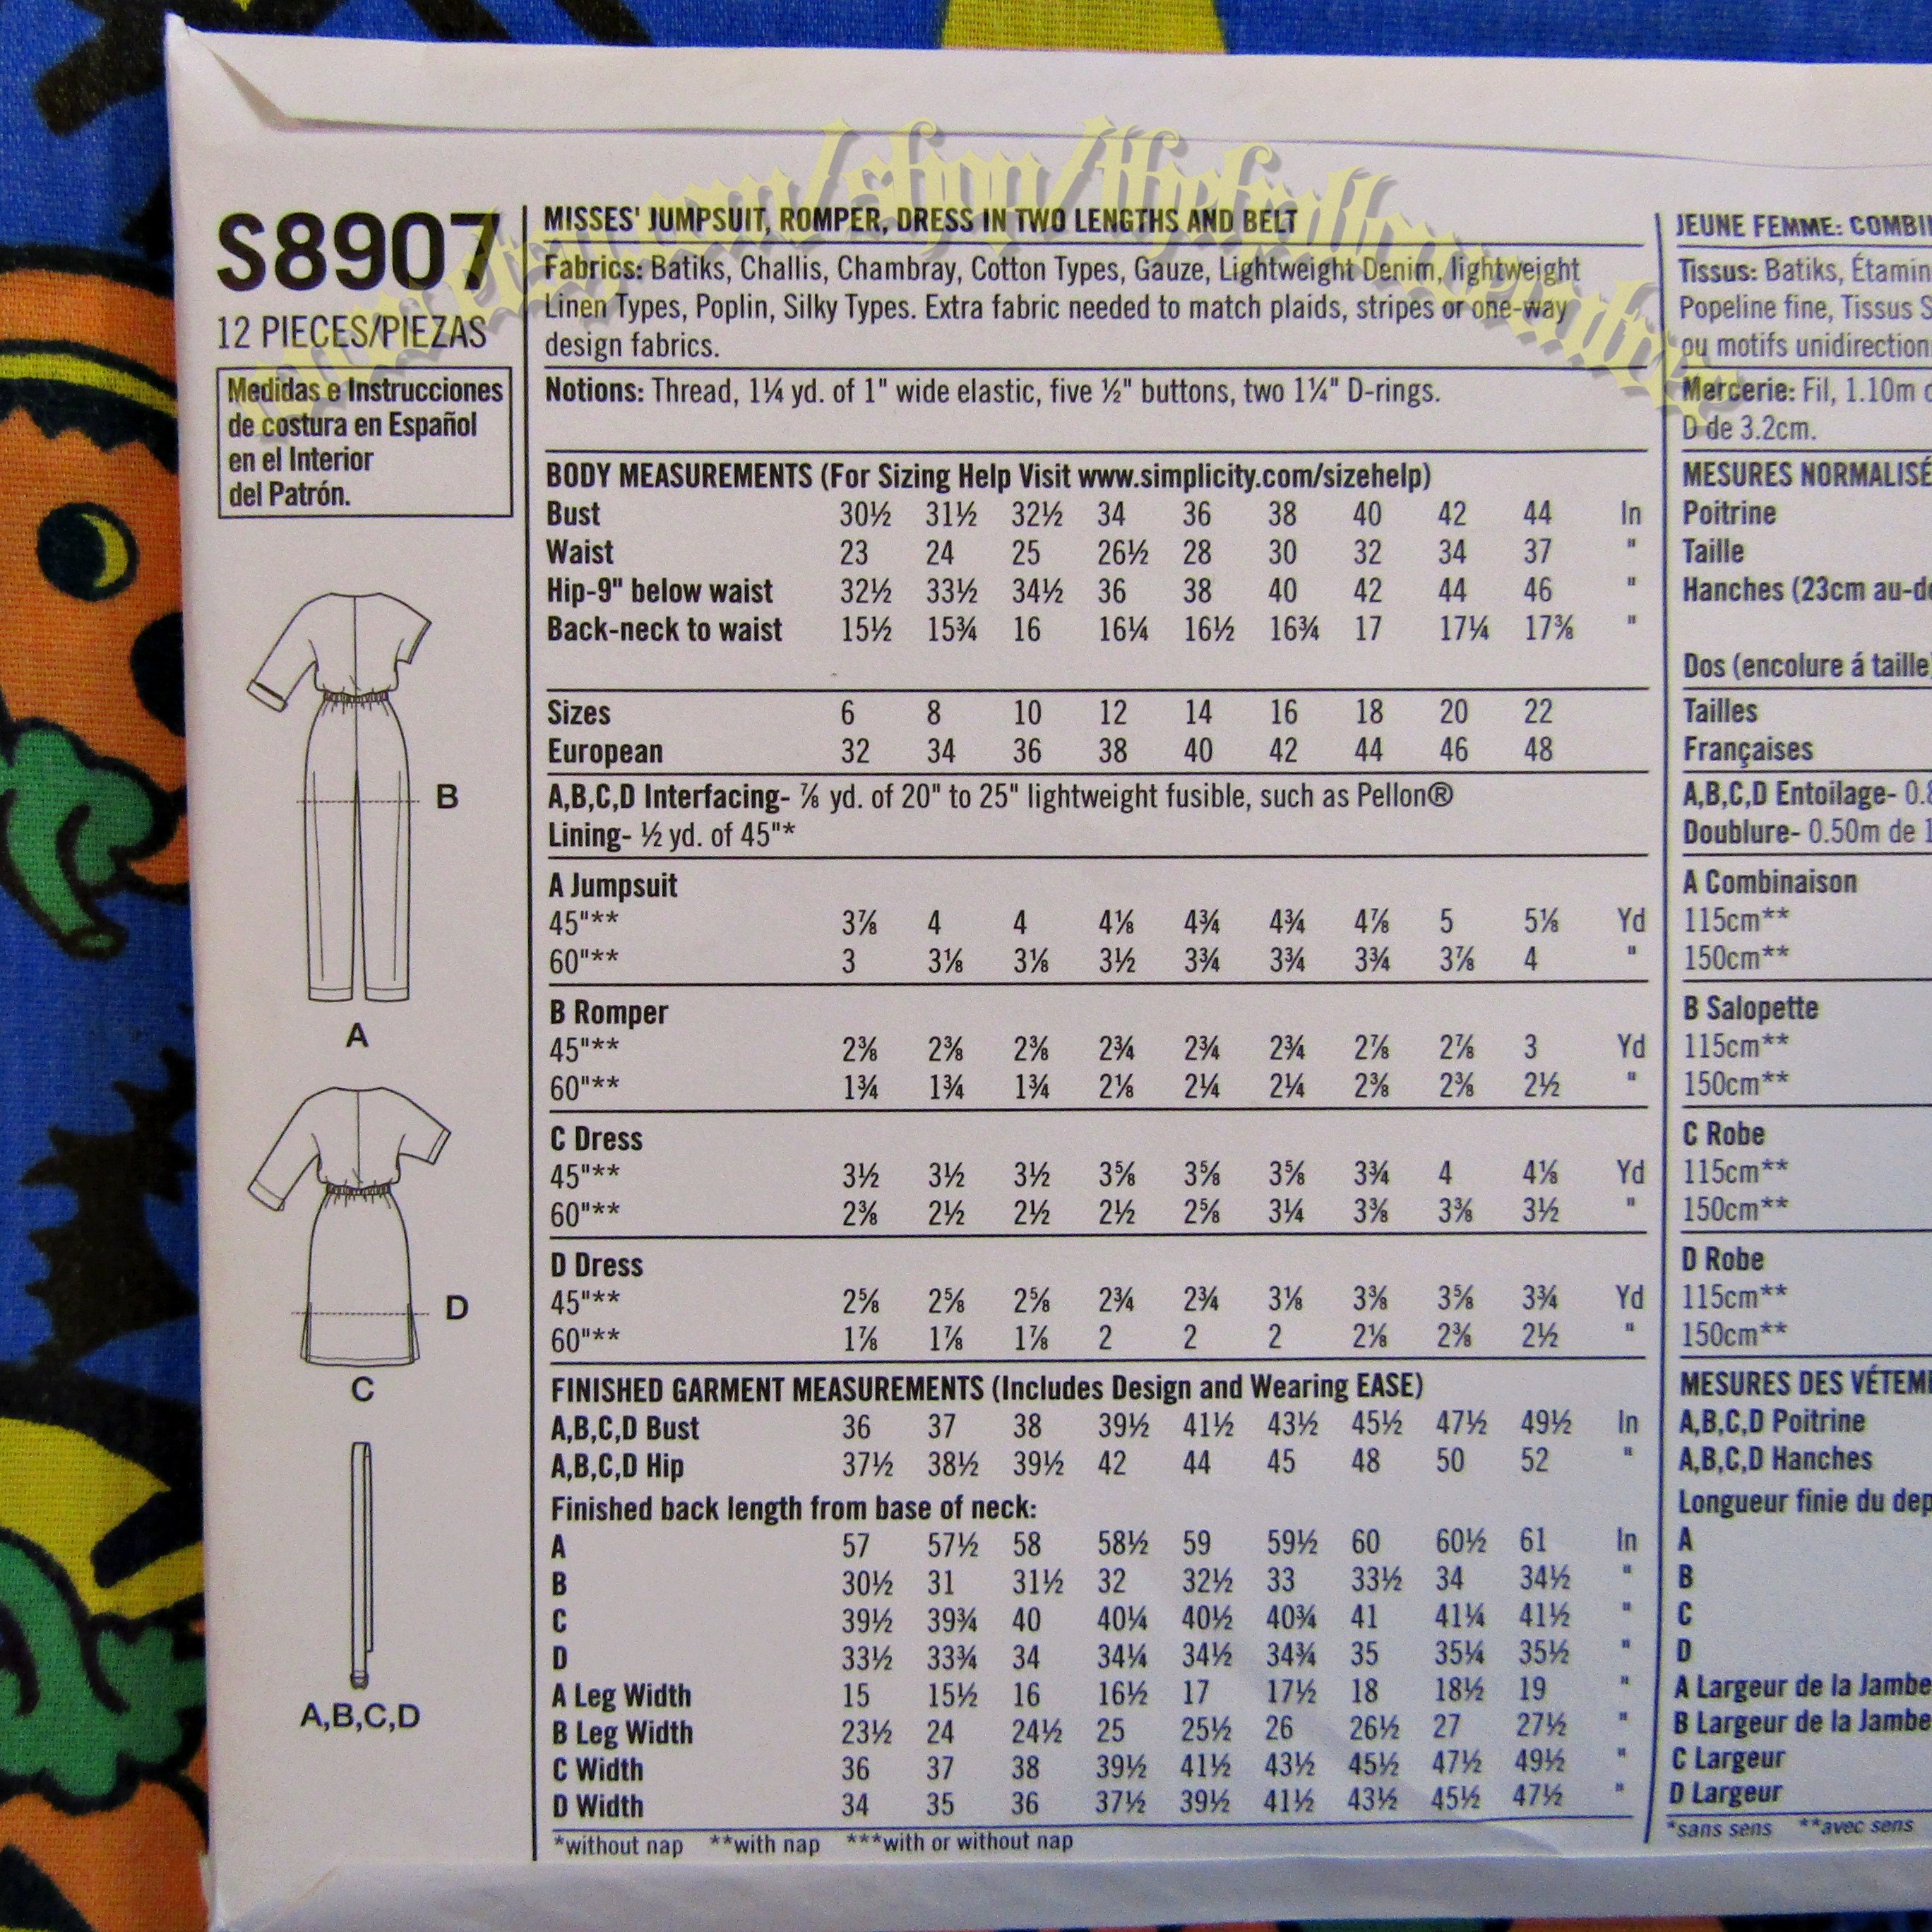 S8907
12 PIECES/PIEZAS
Medidas e Instrucciones
de costura en Español
en el Interior
del Patrón.
B
A
D
C
A,B,C,D
MISSES' JUMPSUIT, ROMPER, DRESS IN TWO LENGTHS AND BELT
Fabrics: Batiks, Challis, Chambray, Cotton Types, Gauze, Lightweight Denim, lightweight
Linen Types, Poplin, Silky Types. Extra fabric needed to match plaids, stripes or one-way
design fabrics.
Notions: Thread, 1¼ yd. of 1" wide elastic, five ½" buttons, two 1¼" D-rings.
BODY MEASUREMENTS (For Sizing Help Visit www.simplicity.com/sizehelp)
Bust 30½ 31½ 32½ 34 36 38 40 42 44 In
Waist 23 24 25 26½ 28 30 32 34 37 "
Hip-9" below waist 32½ 33½ 34½ 36 38 40 42 44 46 "
Back-neck to waist 15½ 15¾ 16 16¼ 16½ 16¾ 17 17¼ 17⅜ "
Sizes 6 8 10 12 14 16 18 20 22
European 32 34 36 38 40 42 44 46 48
A,B,C,D Interfacing- ⅞ yd. of 20" to 25" lightweight fusible, such as Pellon®
Lining- ½ yd. of 45"*
A Jumpsuit
45"** 3⅞ 4 4 4⅛ 4¾ 4¾ 4⅞ 5 5⅛ Yd
60"** 3 3⅛ 3⅛ 3½ 3¾ 3¾ 3¾ 3⅞ 4 "
B Romper
45"** 2⅜ 2⅜ 2⅜ 2¾ 2¾ 2¾ 2⅞ 2⅞ 3 Yd
60"** 1¾ 1¾ 1¾ 2⅛ 2¼ 2¼ 2⅜ 2⅜ 2½ "
C Dress
45"** 3½ 3½ 3½ 3⅝ 3⅝ 3⅝ 3¾ 4 4⅛ Yd
60"** 2⅜ 2½ 2½ 2½ 2⅝ 3¼ 3⅜ 3⅜ 3½ "
D Dress
45"** 2⅝ 2⅝ 2⅝ 2¾ 2¾ 3⅛ 3⅜ 3⅝ 3¾ Yd
60"** 1⅞ 1⅞ 1⅞ 2 2 2 2⅛ 2⅜ 2½ "
FINISHED GARMENT MEASUREMENTS (Includes Design and Wearing EASE)
A,B,C,D Bust 36 37 38 39½ 41½ 43½ 45½ 47½ 49½ In
A,B,C,D Hip 37½ 38½ 39½ 42 44 45 48 50 52 "
Finished back length from base of neck:
A 57 57½ 58 58½ 59 59½ 60 60½ 61 In
B 30½ 31 31½ 32 32½ 33 33½ 34 34½ "
C 39½ 39¾ 40 40¼ 40½ 40¾ 41 41¼ 41½ "
D 33½ 33¾ 34 34¼ 34½ 34¾ 35 35¼ 35½ "
A Leg Width 15 15½ 16 16½ 17 17½ 18 18½ 19 "
B Leg Width 23½ 24 24½ 25 25½ 26 26½ 27 27½ "
C Width 36 37 38 39½ 41½ 43½ 45½ 47½ 49½ "
D Width 34 35 36 37½ 39½ 41½ 43½ 45½ 47½ "
*without nap **with nap ***with or without nap
JEUNE FEMME: COMBI
Tissus: Batiks, Étamin
Popeline fine, Tissus S
ou motifs unidirection
Mercerie: Fil, 1.10m
D de 3.2cm.
MESURES NORMALISÉ
Poitrine
Taille
Hanches (23cm au-de
Dos (encolure á taille)
Tailles
Françaises
A,B,C,D Entoilage- 0.8
Doublure- 0.50m de 1
A Combinaison
115cm**
150cm**
B Salopette
115cm**
150cm**
C Robe
115cm**
150cm**
D Robe
115cm**
150cm**
MESURES DES VÉTEM
A,B,C,D Poitrine
A,B,C,D Hanches
Longueur finie du dep
A
B
C
D
A Largeur de la Jambe
B Largeur de la Jambe
C Largeur
D Largeur
*sans sens **avec sens